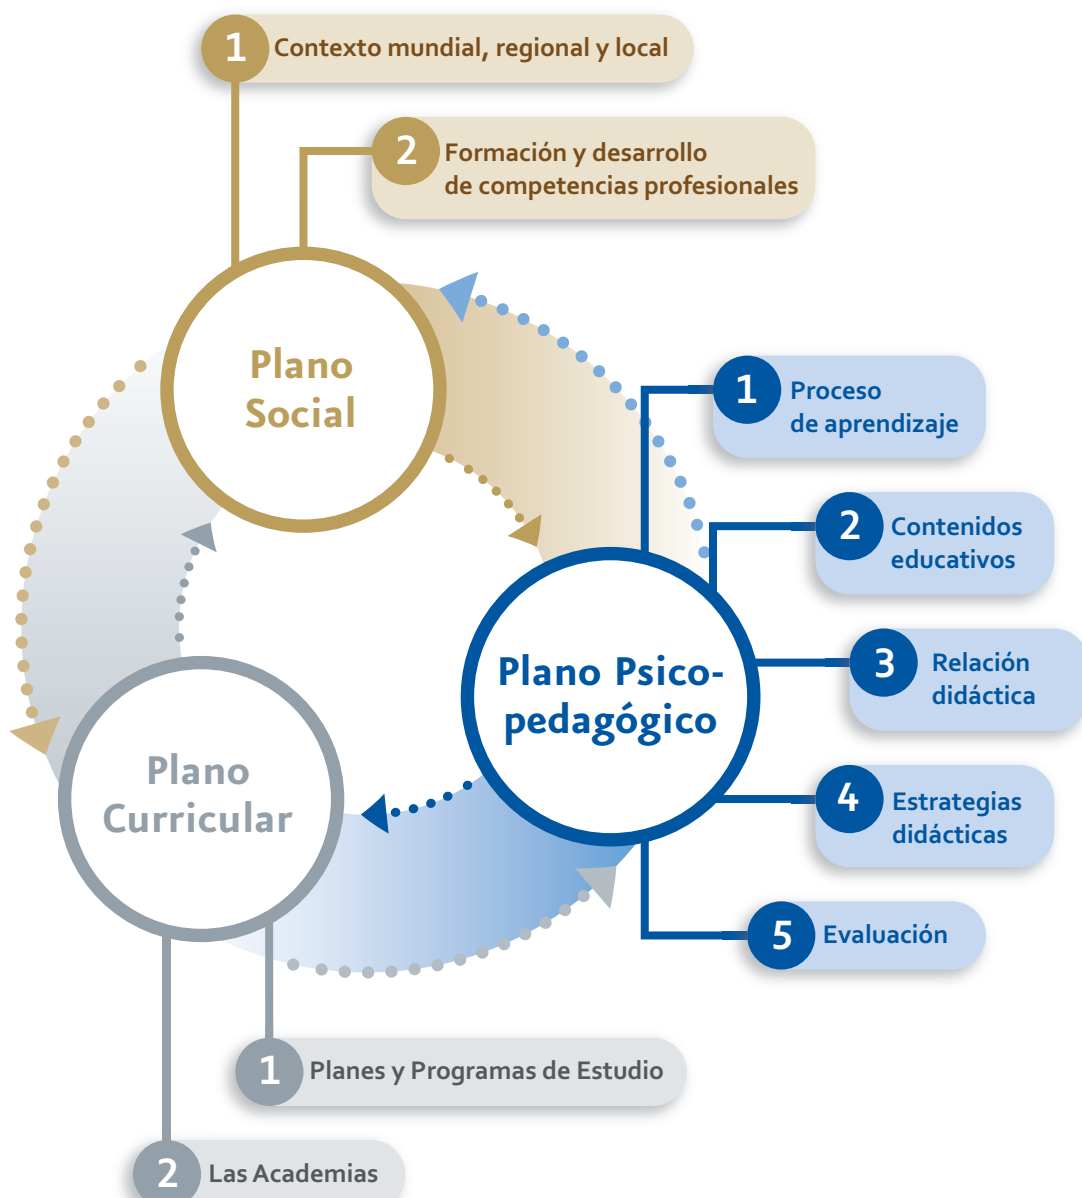 1 Contexto mundial, regional y local
2 Formación y desarrollo
de competencias profesionales
Plano
Social
1 Proceso
de aprendizaje
2 Contenidos
educativos
Plano Psico-
pedagógico
3 Relación
didáctica
4 Estrategias
didácticas
5 Evaluación
Plano
Curricular
1 Planes y Programas de Estudio
2 Las Academias